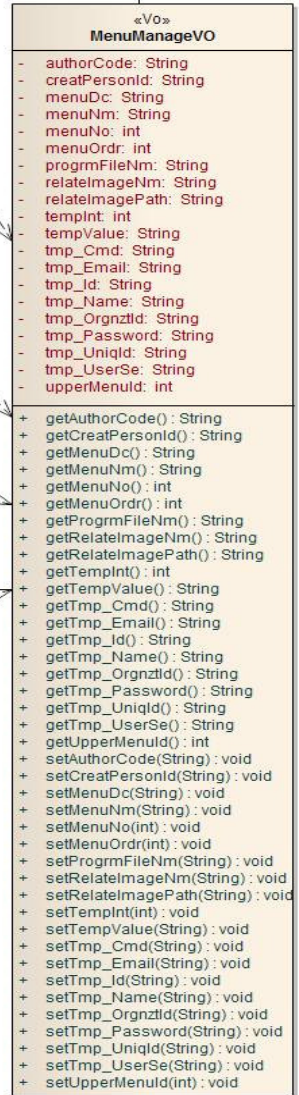 «Vo»
MenuManageVO
- authorCode: String
- creatPersonId: String
- menuDc: String
- menuNm: String
- menuNo: int
- menuOrdr: int
- progrmFileNm: String
- relateImageNm: String
- relateImagePath: String
- tempInt: int
- tempValue: String
- tmp_Cmd: String
- tmp_Email: String
- tmp_Id: String
- tmp_Name: String
- tmp_OrgnztId: String
- tmp_Password: String
- tmp_UniqId: String
- tmp_UserSe: String
- upperMenuId: int
+ getAuthorCode() : String
+ getCreatPersonId() : String
+ getMenuDc() : String
+ getMenuNm() : String
+ getMenuNo() : int
+ getMenuOrdr() : int
+ getProgrmFileNm() : String
+ getRelateImageNm() : String
+ getRelateImagePath() : String
+ getTempInt() : int
+ getTempValue() : String
+ getTmp_Cmd() : String
+ getTmp_Email() : String
+ getTmp_Id() : String
+ getTmp_Name() : String
+ getTmp_OrgnztId() : String
+ getTmp_Password() : String
+ getTmp_UniqId() : String
+ getTmp_UserSe() : String
+ getUpperMenuId() : int
+ setAuthorCode(String) : void
+ setCreatPersonId(String) : void
+ setMenuDc(String) : void
+ setMenuNm(String) : void
+ setMenuNo(int) : void
+ setMenuOrdr(int) : void
+ setProgrmFileNm(String) : void
+ setRelateImageNm(String) : void
+ setRelateImagePath(String) : void
+ setTempInt(int) : void
+ setTempValue(String) : void
+ setTmp_Cmd(String) : void
+ setTmp_Email(String) : void
+ setTmp_Id(String) : void
+ setTmp_Name(String) : void
+ setTmp_OrgnztId(String) : void
+ setTmp_Password(String) : void
+ setTmp_UniqId(String) : void
+ setTmp_UserSe(String) : void
+ setUpperMenuId(int) : void